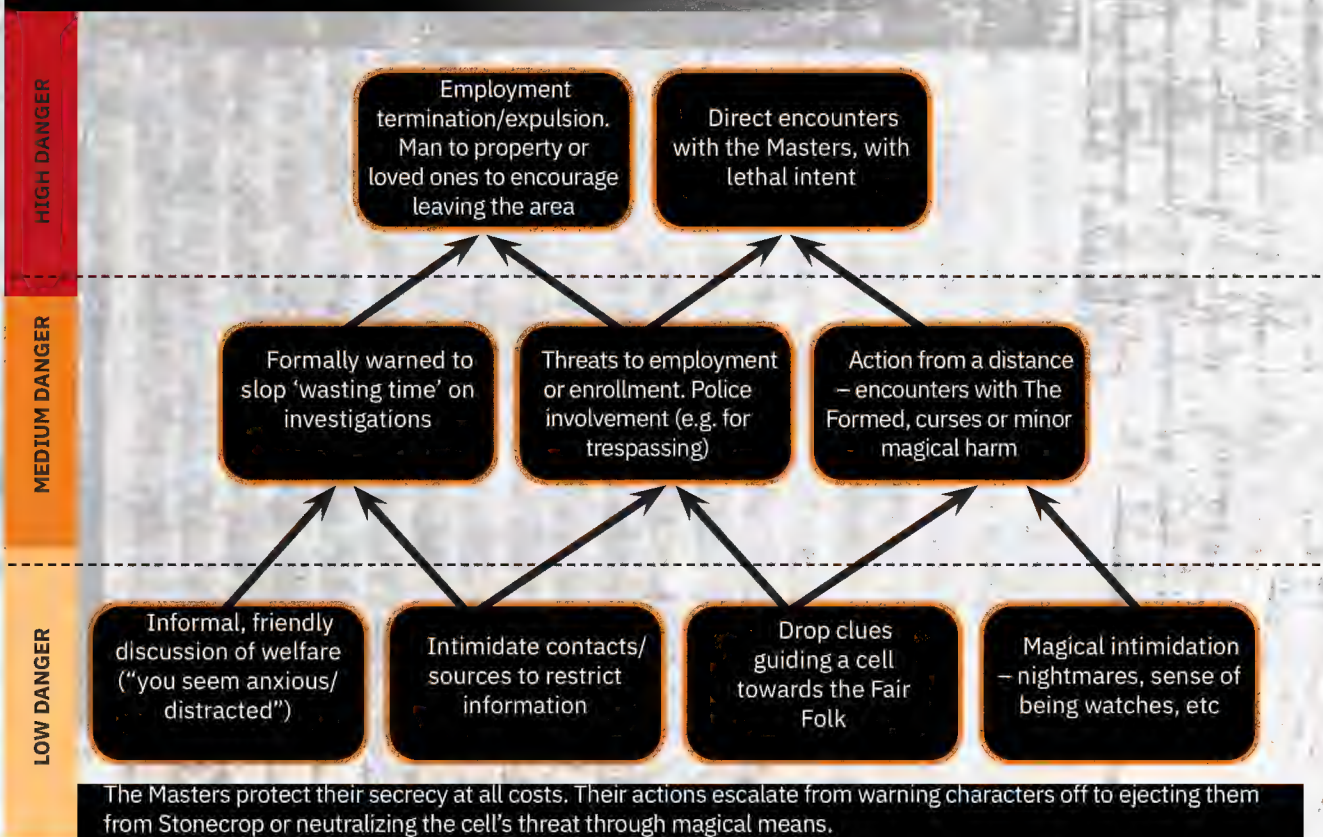 HIGH DANGER
Employment
termination/expulsion.
Man to property or
loved ones to encourage
leaving the area
Direct encounters
with the Masters, with
lethal intent
MEDIUM DANGER
Formally warned to
slop ‘wasting time’ on
investigations
Threats to employment
or enrollment. Police
involvement (e.g. for
trespassing)
Action from a distance
– encounters with The
Formed, curses or minor
magical harm
LOW DANGER
Informal, friendly
discussion of welfare
(“you seem anxious/
distracted”)
Intimidate contacts/
sources to restrict
information
Drop clues
guiding a cell
towards the Fair
Folk
Magical intimidation
– nightmares, sense of
being watches, etc
The Masters protect their secrecy at all costs. Their actions escalate from warning characters off to ejecting them
from Stonecrop or neutralizing the cell’s threat through magical means.